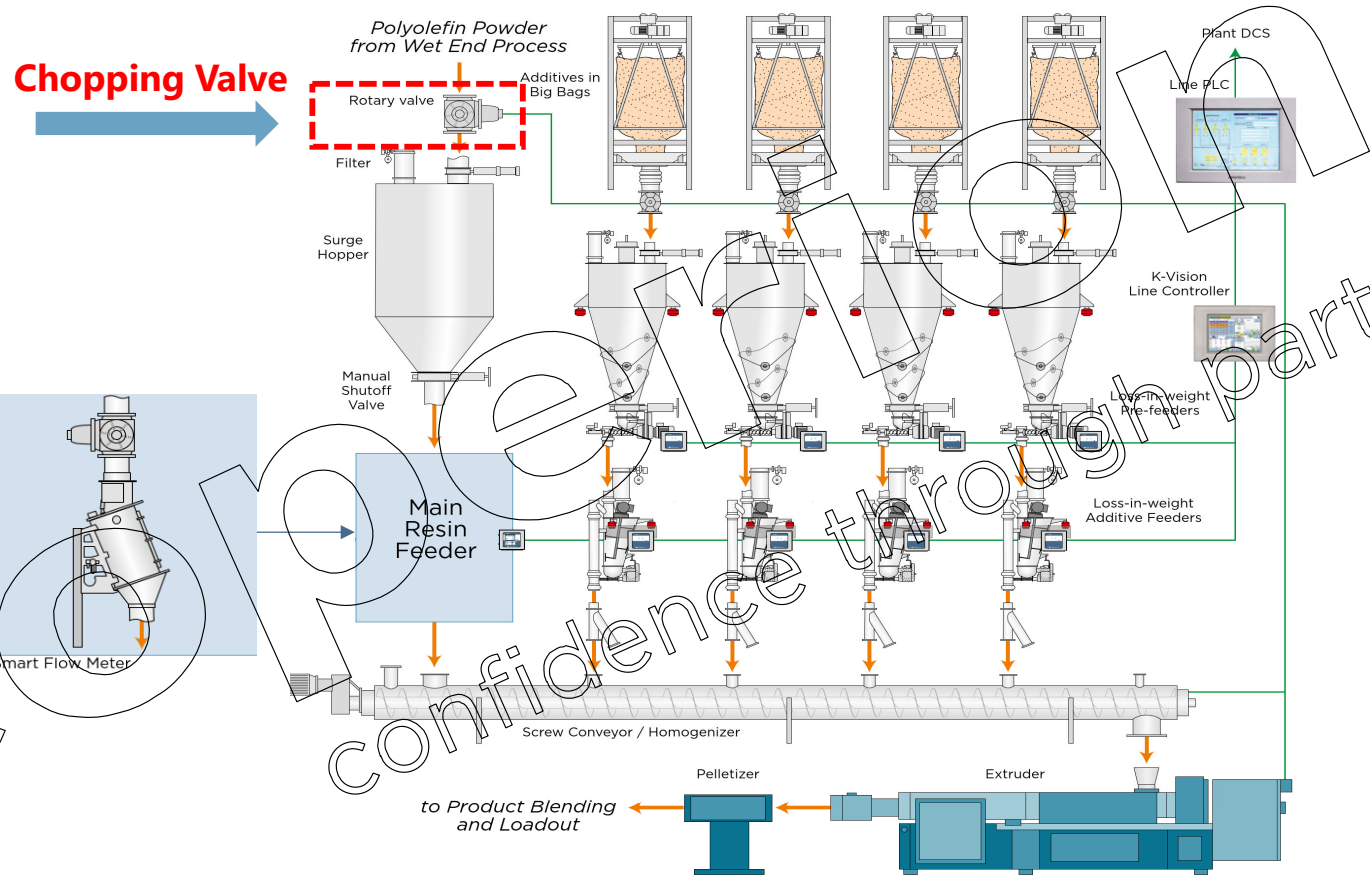 Polyolefin Powder
from Wet End Process
Chopping Valve
Rotary valve
Additives in
Big Bags
Plant DCS
Line PLC
Filter
Surge
Hopper
K-Vision
Line Controller
Manual
Shutoff
Valve
Loss-in-weight
Pre-feeders
Main
Resin
Feeder
Loss-in-weight
Additive Feeders
Smart Flow Meter
Screw Conveyor / Homogenizer
Pelletizer
Extruder
to Product Blending
and Loadout
confidence through part